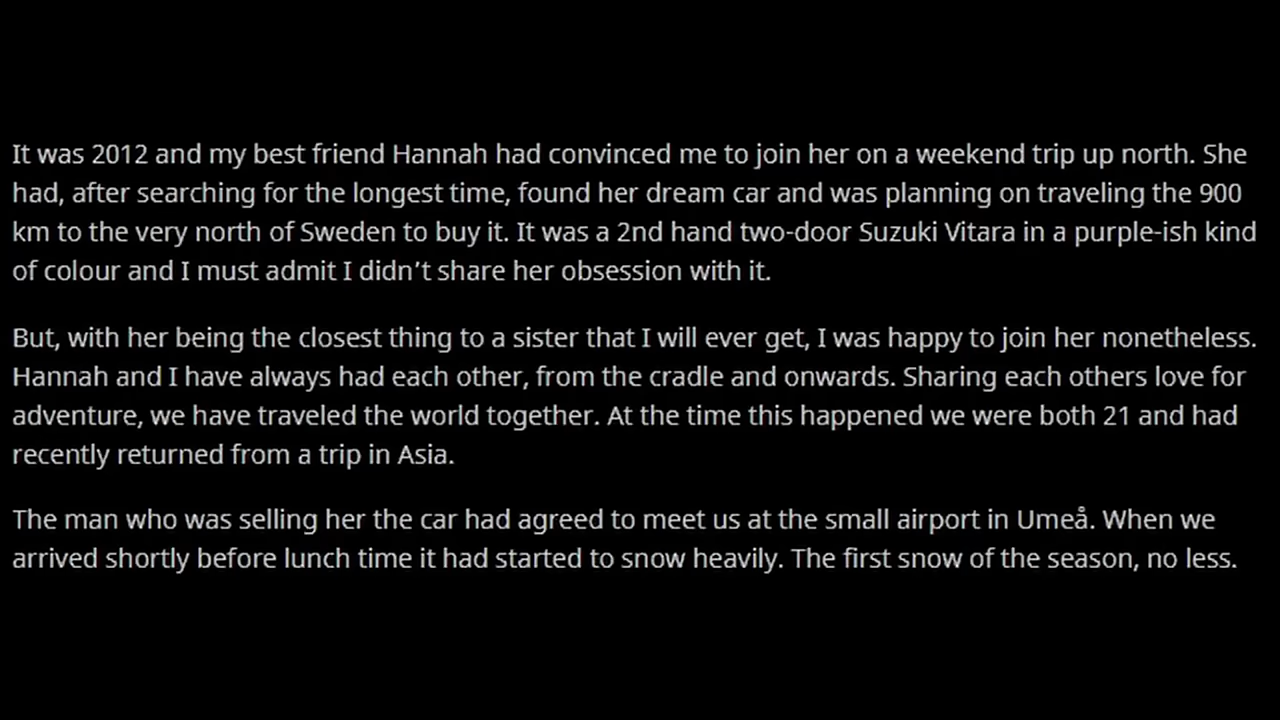 It was 2012 and my best friend Hannah had convinced me to join her on a weekend trip up north. She
had, after searching for the longest time, found her dream car and was planning on traveling the 900
km to the very north of Sweden to buy it. It was a 2nd hand two-door Suzuki Vitara in a purple-ish kind
of colour and I must admit I didn’t share her obsession with it.
But, with her being the closest thing to a sister that I will ever get, I was happy to join her nonetheless.
Hannah and I have always had each other, from the cradle and onwards. Sharing each others love for
adventure, we have traveled the world together. At the time this happened we were both 21 and had
recently returned from a trip in Asia.
The man who was selling her the car had agreed to meet us at the small airport in Umeå. When we
arrived shortly before lunch time it had started to snow heavily. The first snow of the season, no less.